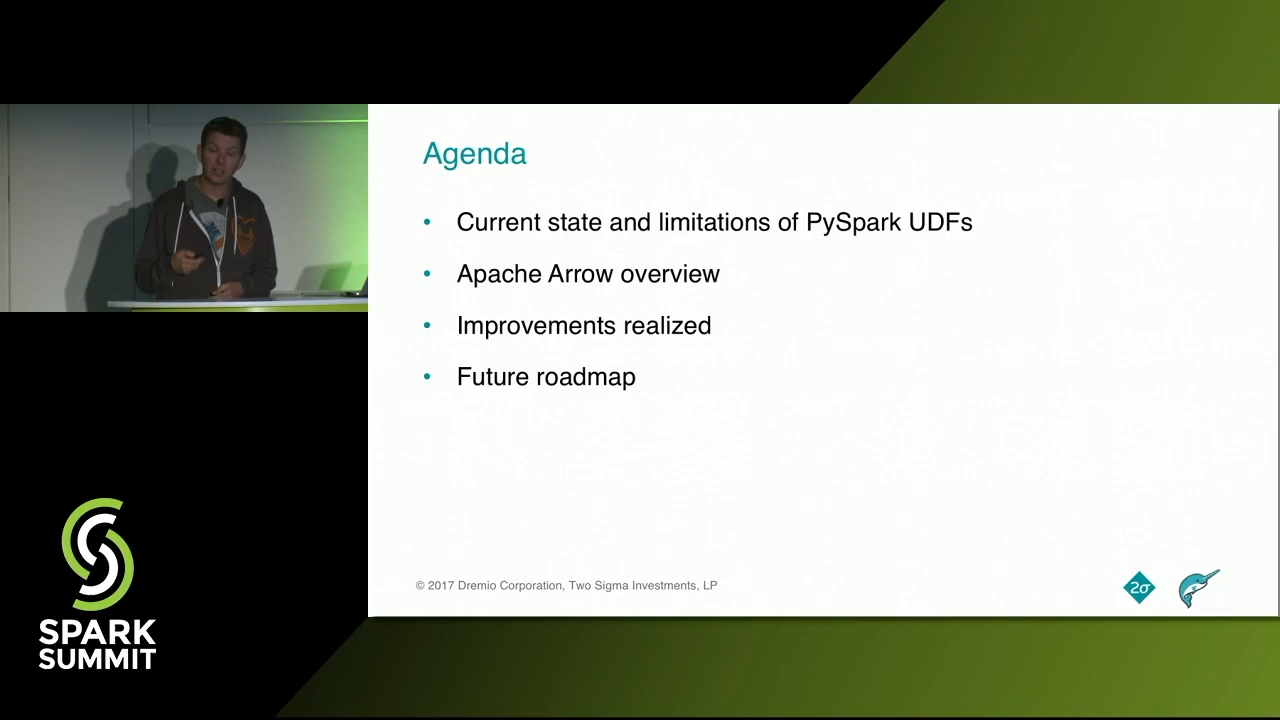 Agenda
• Current state and limitations of PySpark UDFs
• Apache Arrow overview
• Improvements realized
• Future roadmap
© 2017 Dremio Corporation, Two Sigma Investments, LP
2σ
SPARK
SUMMIT